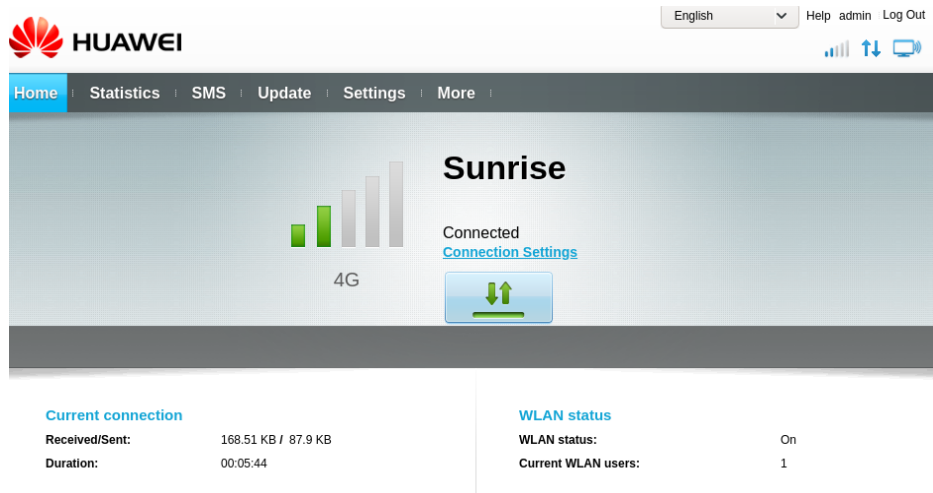 English Help admin Log Out
HUAWEI
Home Statistics SMS Update Settings More
Sunrise
Connected
Connection Settings
4G
Current connection
Received/Sent: 168.51 KB / 87.9 KB
Duration: 00:05:44
WLAN status
WLAN status: On
Current WLAN users: 1